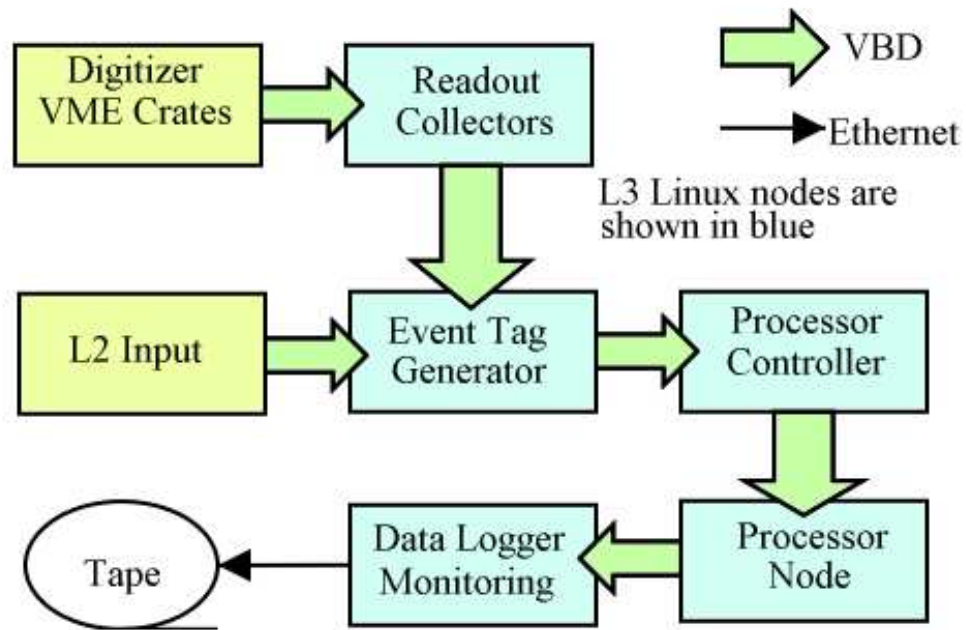 Digitizer
VME Crates
Readout
Collectors
VBD
Ethernet
L3 Linux nodes are
shown in blue
L2 Input
Event Tag
Generator
Processor
Controller
Tape
Data Logger
Monitoring
Processor
Node